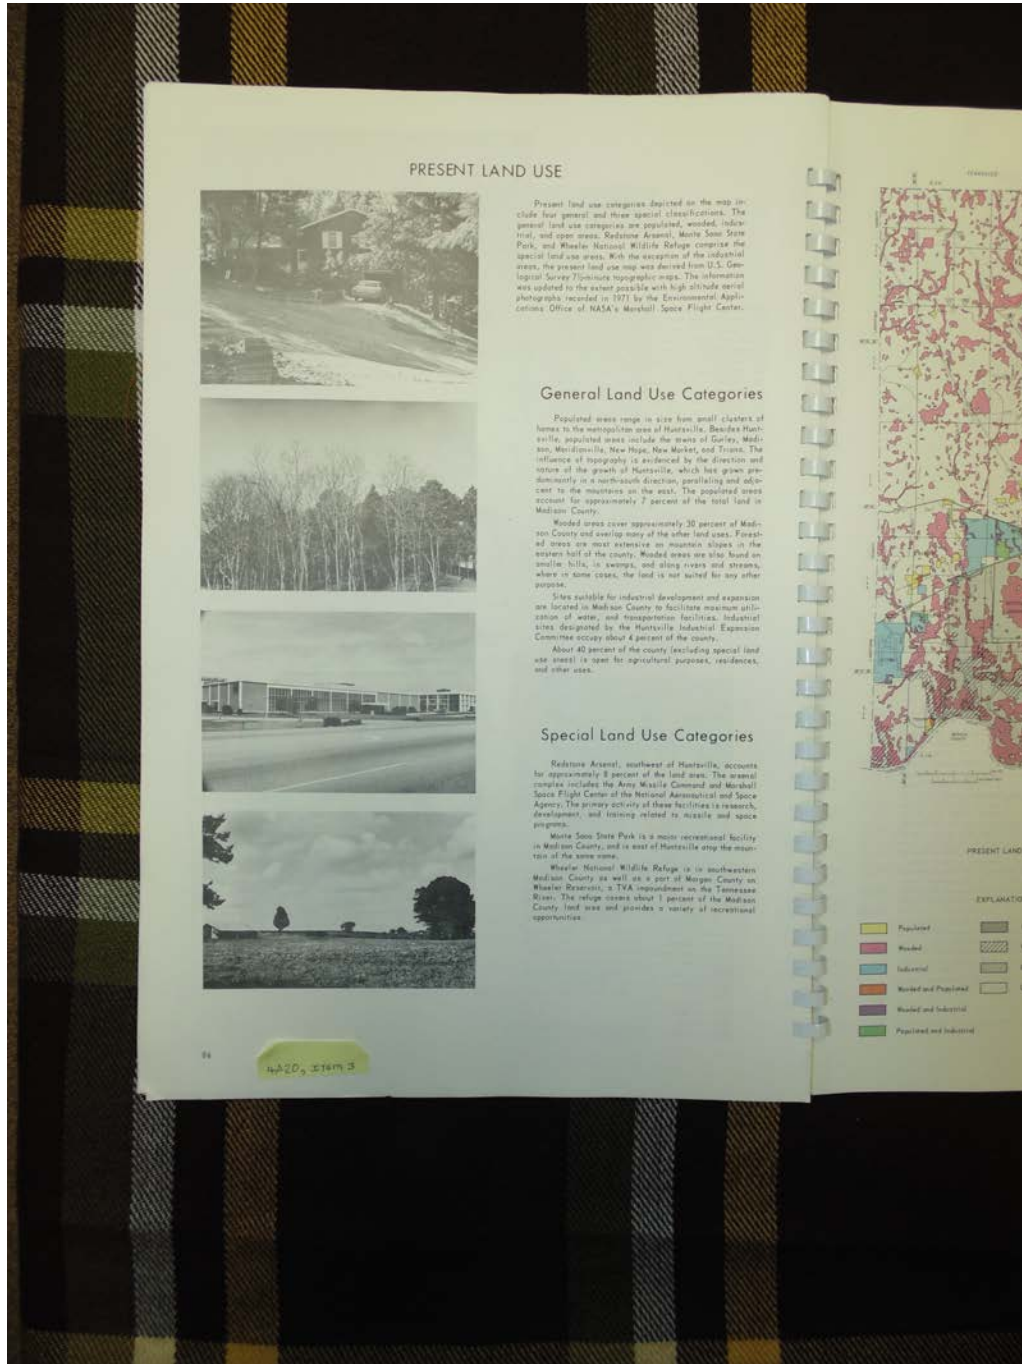 PRESENT LAND USE
Present land use categories depicted on the map in-
clude four general and three special classifications. The
general land use categories are populated, wooded, indus-
trial, and open areas. Redstone Arsenal, Monte Sano State
Park, and Wheeler National Wildlife Refuge comprise the
special land use areas. With the exception of the industrial
areas, the present land use map was derived from U.S. Geo-
logical Survey 7½-minute topographic maps. The information
was updated to the extent possible with high altitude aerial
photographs recorded in 1971 by the Environmental Appli-
cations Office of NASA's Marshall Space Flight Center.
General Land Use Categories
Populated areas range in size from small clusters of
homes to the metropolitan area of Huntsville. Besides Hunt-
sville, populated areas include the towns of Gurley, Madi-
son, Meridianville, New Hope, New Market, and Triana. The
influence of topography is evidenced by the direction and
nature of the growth of Huntsville, which has grown pre-
dominantly in a north-south direction, paralleling and adja-
cent to the mountains on the east. The populated areas
account for approximately 7 percent of the total land in
Madison County.
Wooded areas cover approximately 30 percent of Madi-
son County and overlap many of the other land uses. Forest-
ed areas are most extensive on mountain slopes in the
eastern half of the county. Wooded areas are also found on
smaller hills, in swamps, and along rivers and streams,
where in some cases, the land is not suited for any other
purpose.
Sites suitable for industrial development and expansion
are located in Madison County to facilitate maximum utili-
zation of water, and transportation facilities. Industrial
sites designated by the Huntsville Industrial Expansion
Committee occupy about 4 percent of the county.
About 40 percent of the county (excluding special land
use areas) is open for agricultural purposes, residences,
and other uses.
Special Land Use Categories
Redstone Arsenal, southwest of Huntsville, accounts
for approximately 8 percent of the land area. The arsenal
complex includes the Army Missile Command and Marshall
Space Flight Center of the National Aeronautical and Space
Agency. The primary activity of these facilities is research,
development, and training related to missile and space
programs.
Monte Sano State Park is a major recreational facility
in Madison County, and is east of Huntsville atop the moun-
tain of the same name.
Wheeler National Wildlife Refuge is in southwestern
Madison County as well as a part of Morgan County on
Wheeler Reservoir, a TVA impoundment on the Tennessee
River. The refuge covers about 1 percent of the Madison
County land area and provides a variety of recreational
opportunities.
86
4A20, Item 3
TENNESSEE
PRESENT LAND
EXPLANATIO
Populated
Wooded
Industrial
Wooded and Populated
Wooded and Industrial
Populated and Industrial